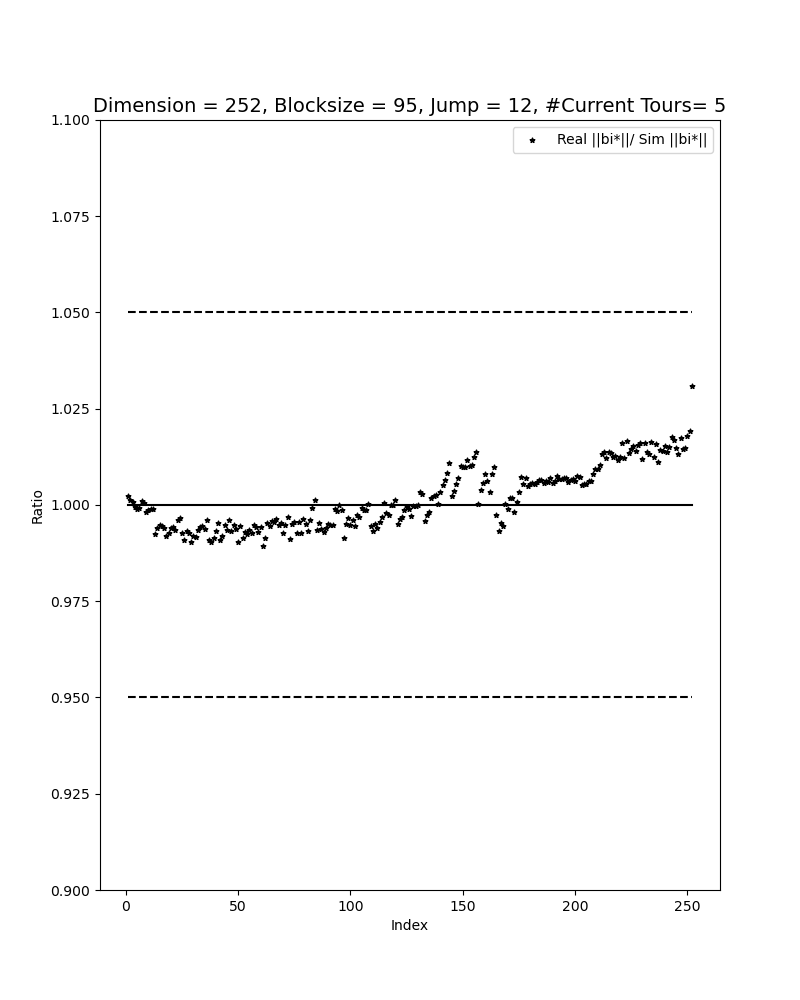 Dimension = 252, Blocksize = 95, Jump = 12, #Current Tours= 5
Real ||bi*||/ Sim ||bi*||
1.100
1.075
1.050
1.025
1.000
0.975
0.950
0.925
0.900
Ratio
0 50 100 150 200 250
Index